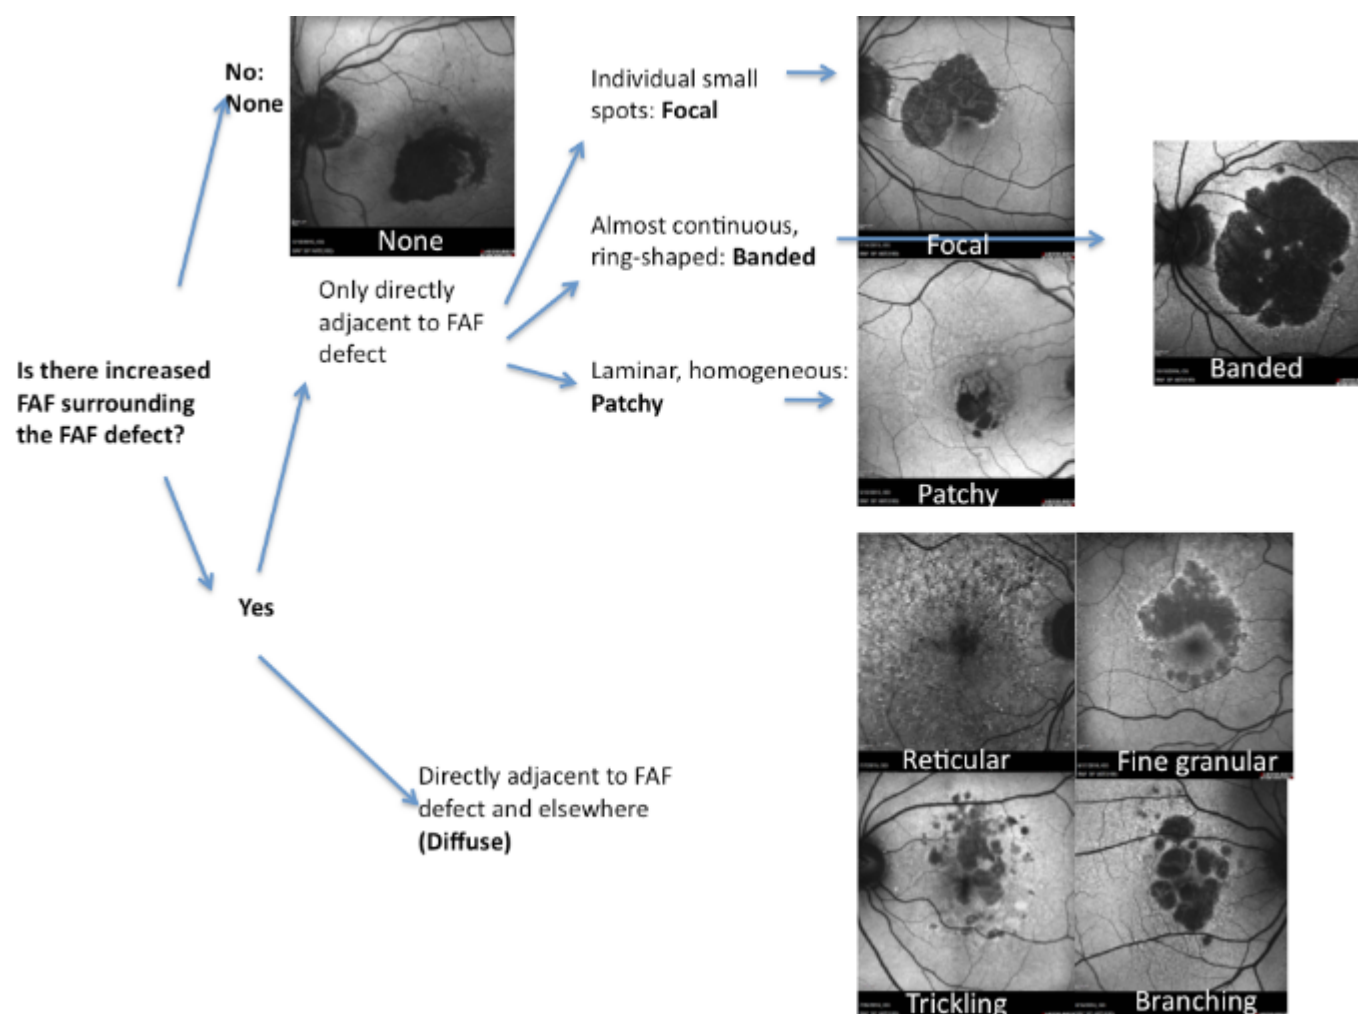 No:
None
None
Individual small
spots: Focal
Focal
Almost continuous,
ring-shaped: Banded
Banded
Only directly
adjacent to FAF
defect
Laminar, homogeneous:
Patchy
Patchy
Is there increased
FAF surrounding
the FAF defect?
Yes
Directly adjacent to FAF
defect and elsewhere
(Diffuse)
Reticular
Fine granular
Trickling
Branching